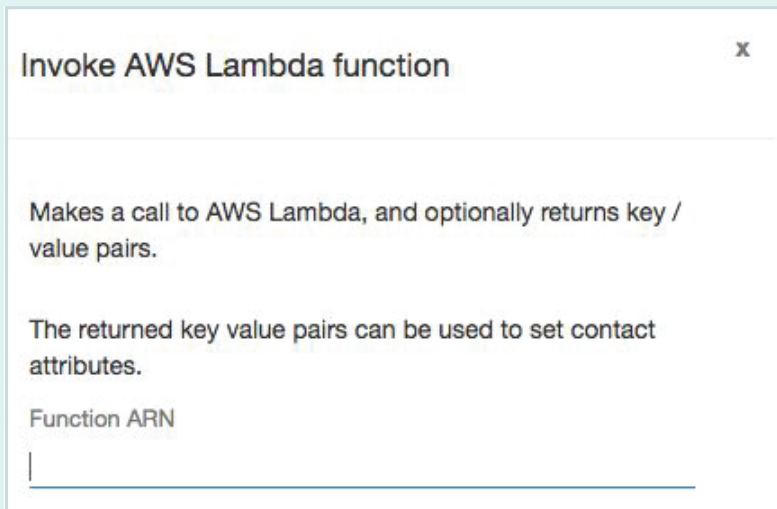 Invoke AWS Lambda function
x
Makes a call to AWS Lambda, and optionally returns key /
value pairs.
The returned key value pairs can be used to set contact
attributes.
Function ARN